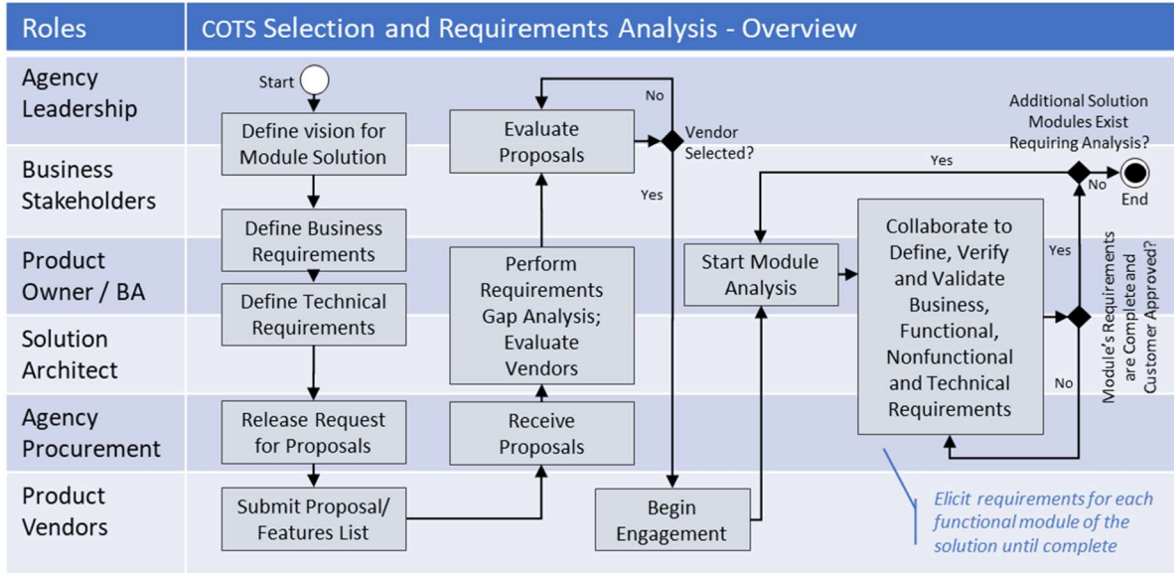 Roles
COTS Selection and Requirements Analysis - Overview
Agency
Leadership
Business
Stakeholders
Product
Owner / BA
Solution
Architect
Agency
Procurement
Product
Vendors
Start
Define vision for
Module Solution
Define Business
Requirements
Define Technical
Requirements
Release Request
for Proposals
Submit Proposal/
Features List
Receive
Proposals
Perform
Requirements
Gap Analysis;
Evaluate
Vendors
Evaluate
Proposals
No
Vendor
Selected?
Yes
Begin
Engagement
Start Module
Analysis
Collaborate to
Define, Verify
and Validate
Business,
Functional,
Nonfunctional
and Technical
Requirements
Yes
No
Module's Requirements
are Complete and
Customer Approved?
Additional Solution
Modules Exist
Requiring Analysis?
Yes
No
End
Elicit requirements for each
functional module of the
solution until complete